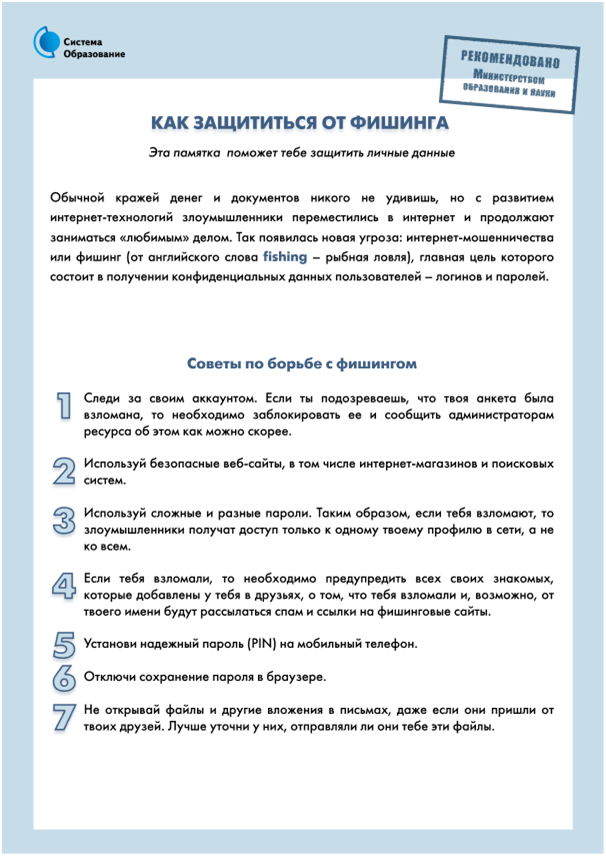 Система
Образование
РЕКОМЕНДОВАНО
Министерством
образования и науки
КАК ЗАЩИТИТЬСЯ ОТ ФИШИНГА
Эта памятка поможет тебе защитить личные данные
Обычной кражей денег и документов никого не удивишь, но с развитием
интернет-технологий злоумышленники переместились в интернет и продолжают
заниматься «любимым» делом. Так появилась новая угроза: интернет-мошенничества
или фишинг (от английского слова fishing – рыбная ловля), главная цель которого
состоит в получении конфиденциальных данных пользователей – логинов и паролей.
Советы по борьбе с фишингом
1 Следи за своим аккаунтом. Если ты подозреваешь, что твоя анкета была
взломана, то необходимо заблокировать ее и сообщить администраторам
ресурса об этом как можно скорее.
2 Используй безопасные веб-сайты, в том числе интернет-магазинов и поисковых
систем.
3 Используй сложные и разные пароли. Таким образом, если тебя взломают, то
злоумышленники получат доступ только к одному твоему профилю в сети, а не
ко всем.
4 Если тебя взломали, то необходимо предупредить всех своих знакомых,
которые добавлены у тебя в друзьях, о том, что тебя взломали и, возможно, от
твоего имени будут рассылаться спам и ссылки на фишинговые сайты.
5 Установи надежный пароль (PIN) на мобильный телефон.
6 Отключи сохранение пароля в браузере.
7 Не открывай файлы и другие вложения в письмах, даже если они пришли от
твоих друзей. Лучше уточни у них, отправляли ли они тебе эти файлы.